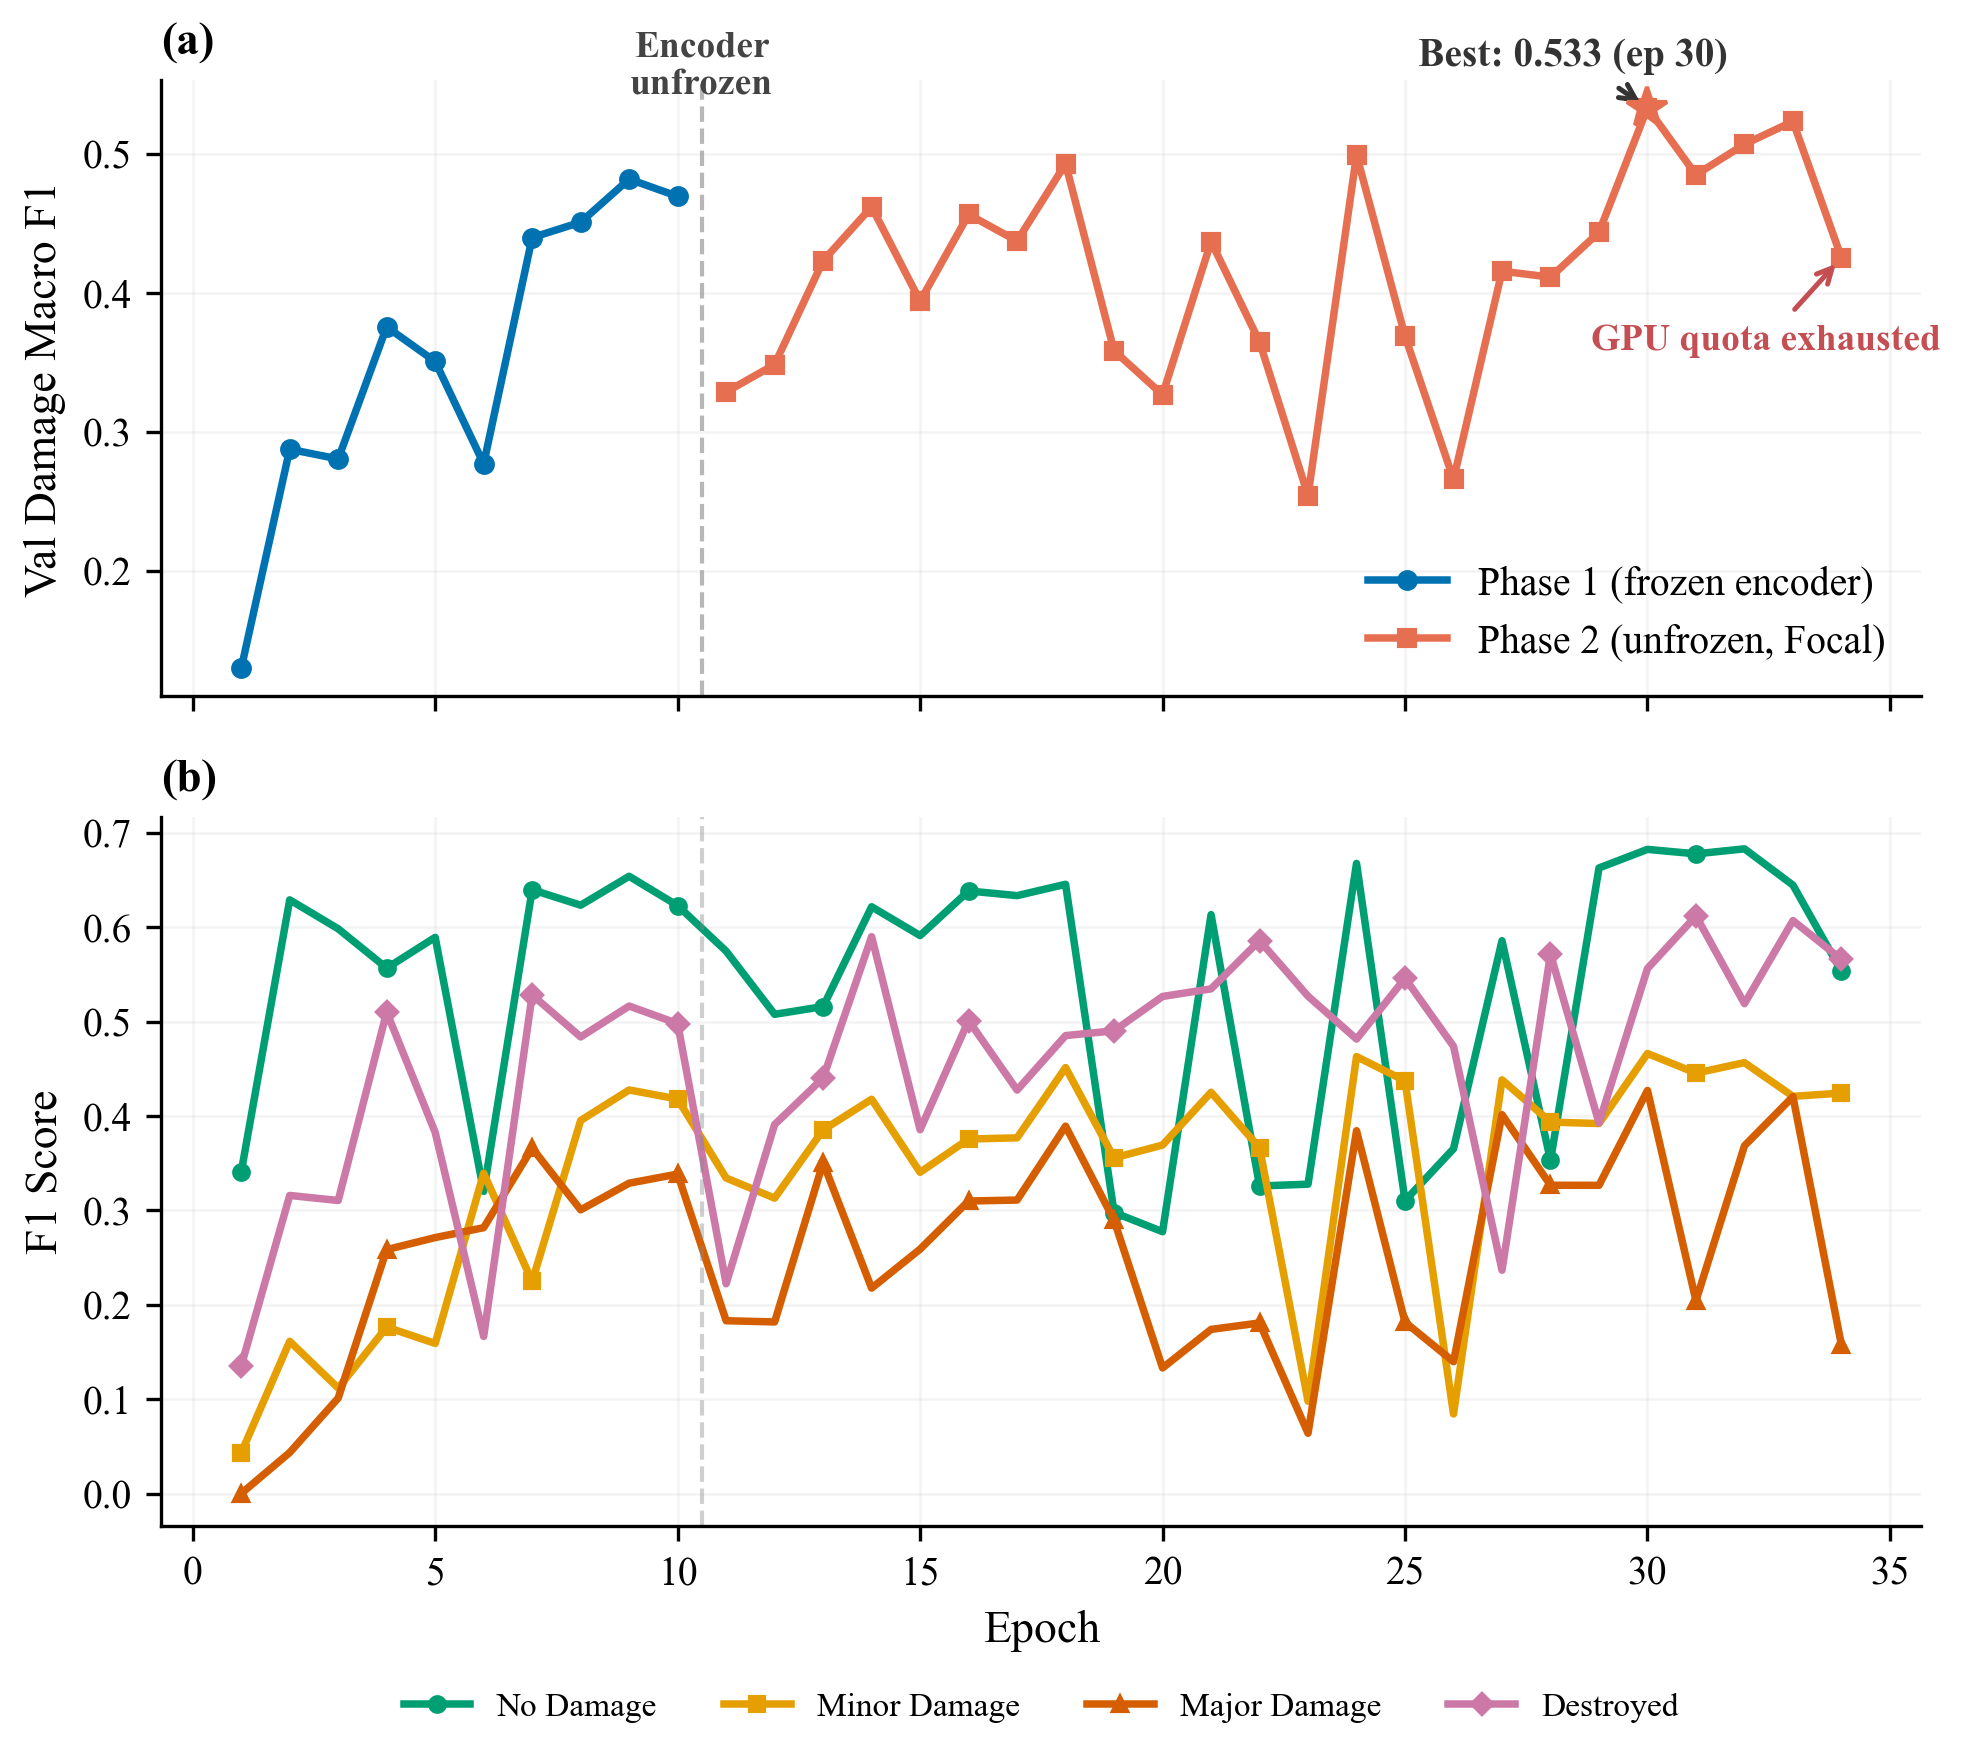 (a)
Encoder
unfrozen
Best: 0.533 (ep 30)
0.5
0.4
0.3
0.2
Val Damage Macro F1
GPU quota exhausted
Phase 1 (frozen encoder)
Phase 2 (unfrozen, Focal)
(b)
0.7
0.6
0.5
0.4
0.3
0.2
0.1
0.0
F1 Score
0 5 10 15 20 25 30 35
Epoch
No Damage Minor Damage Major Damage Destroyed